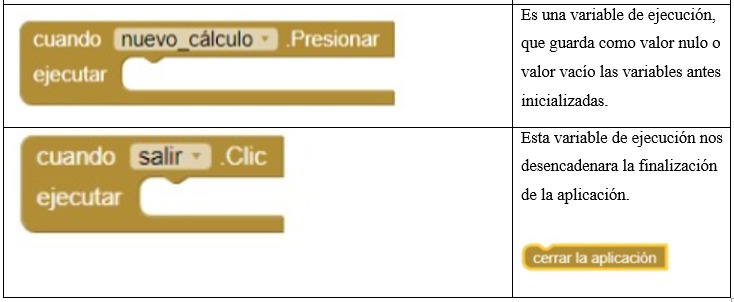 cuando nuevo_cálculo .Presionar
ejecutar
Es una variable de ejecución,
que guarda como valor nulo o
valor vacío las variables antes
inicializadas.
cuando salir .Clic
ejecutar
Esta variable de ejecución nos
desencadenara la finalización
de la aplicación.
cerrar la aplicación